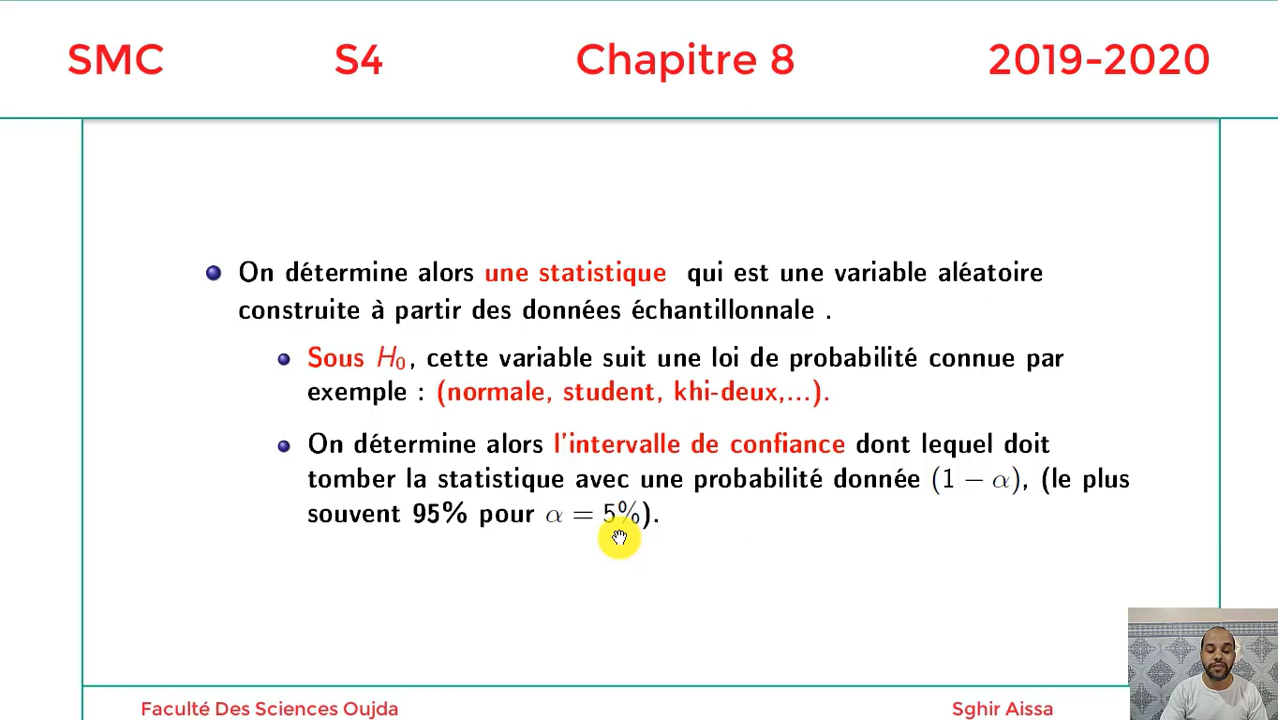 SMC S4 Chapitre 8 2019-2020
On détermine alors une statistique qui est une variable aléatoire
construite à partir des données échantillonnale .
Sous H₀, cette variable suit une loi de probabilité connue par
exemple : (normale, student, khi-deux,...).
On détermine alors l'intervalle de confiance dont lequel doit
tomber la statistique avec une probabilité donnée (1 − α), (le plus
souvent 95% pour α = 5%).
Faculté Des Sciences Oujda Sghir Aissa